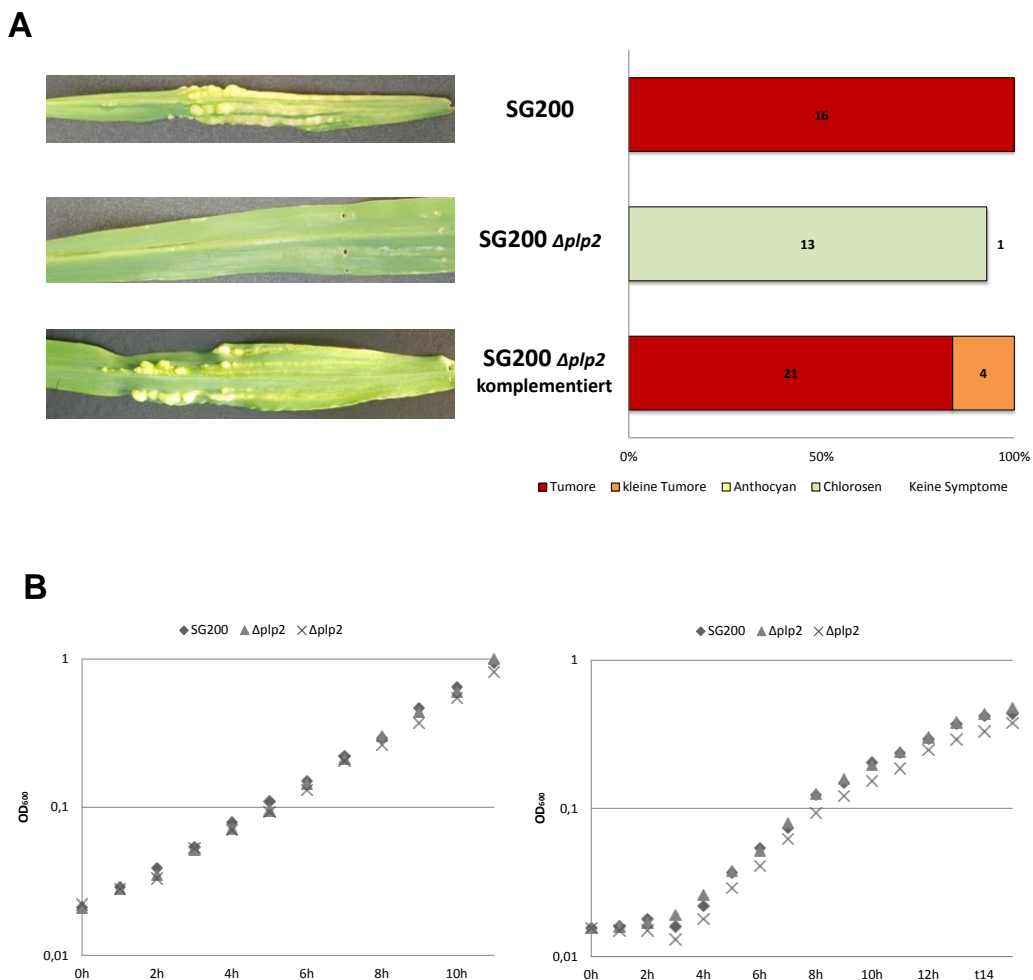 A
SG200
16
SG200 Δplp2
13 1
SG200 Δplp2
komplementiert
21 4
0% 50% 100%
Tumore kleine Tumore Anthocyan Chlorosen Keine Symptome
B
SG200 Δplp2 Δplp2
1
0,1
0,01
OD₆₀₀
0h 2h 4h 6h 8h 10h
SG200 Δplp2 Δplp2
1
0,1
0,01
OD₆₀₀
0h 2h 4h 6h 8h 10h 12h t14